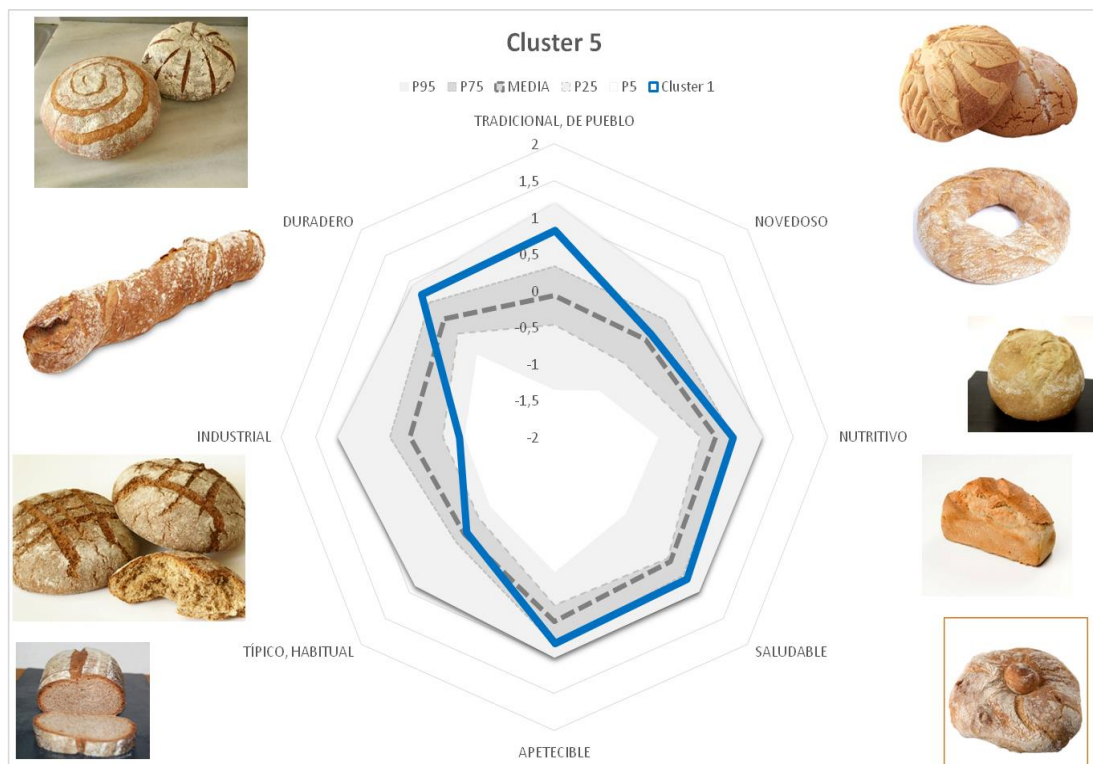 Cluster 5
P95 P75 MEDIA P25 P5 Cluster 1
TRADICIONAL, DE PUEBLO
2
1,5
1
0,5
0
-0,5
-1
-1,5
-2
DURADERO
NOVEDOSO
INDUSTRIAL
NUTRITIVO
TÍPICO, HABITUAL
SALUDABLE
APETECIBLE